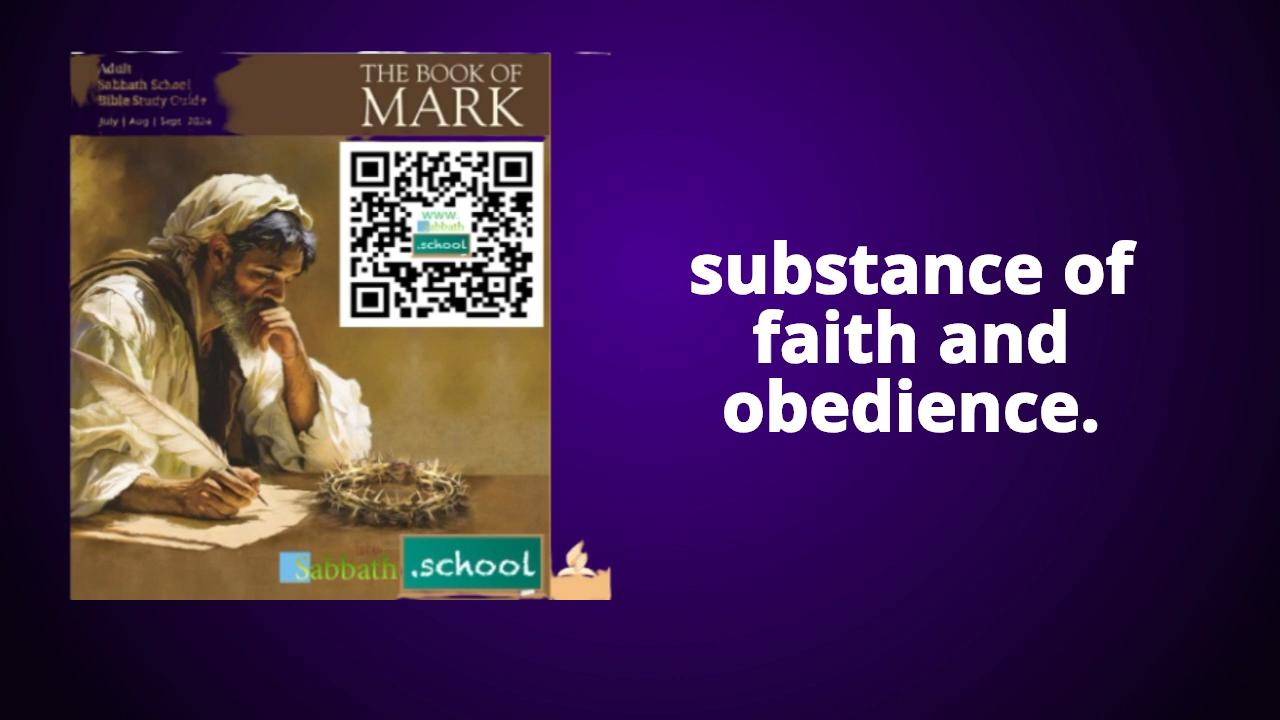 Adult
Sabbath School
Bible Study Guide
July | Aug | Sept 2024
THE BOOK OF
MARK
www.
Sabbath
.school
substance of
faith and
obedience.
Sabbath
.school